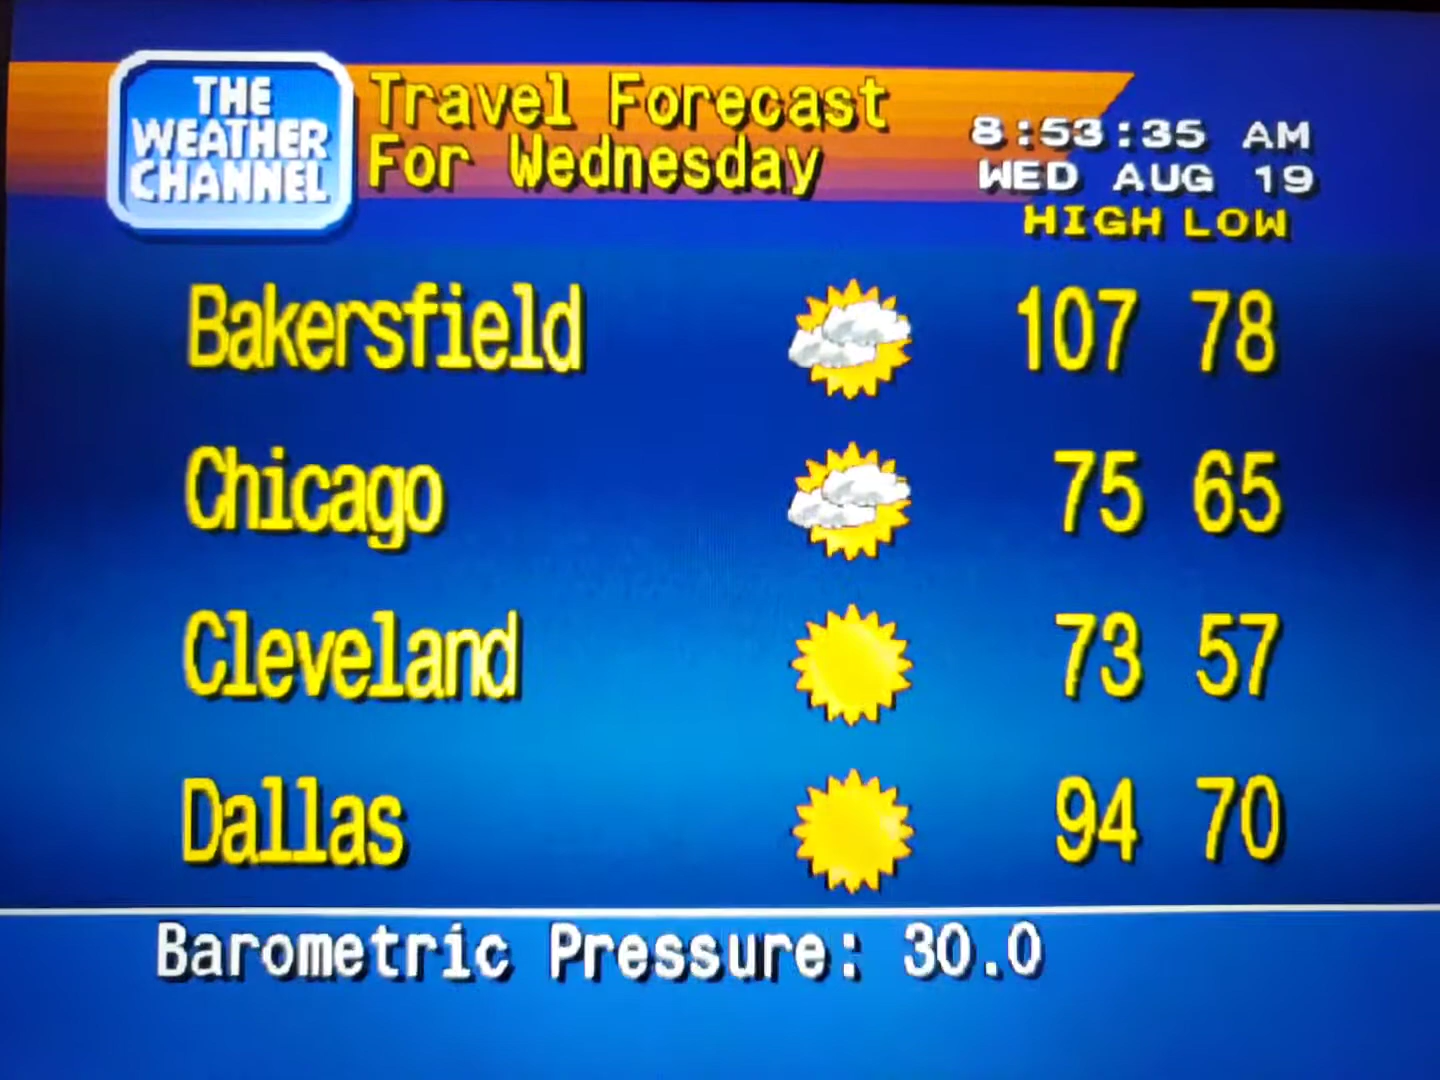 THE
WEATHER
CHANNEL
Travel Forecast
For Wednesday
8:53:35 AM
WED AUG 19
HIGH LOW
Bakersfield 107 78
Chicago 75 65
Cleveland 73 57
Dallas 94 70
Barometric Pressure: 30.0